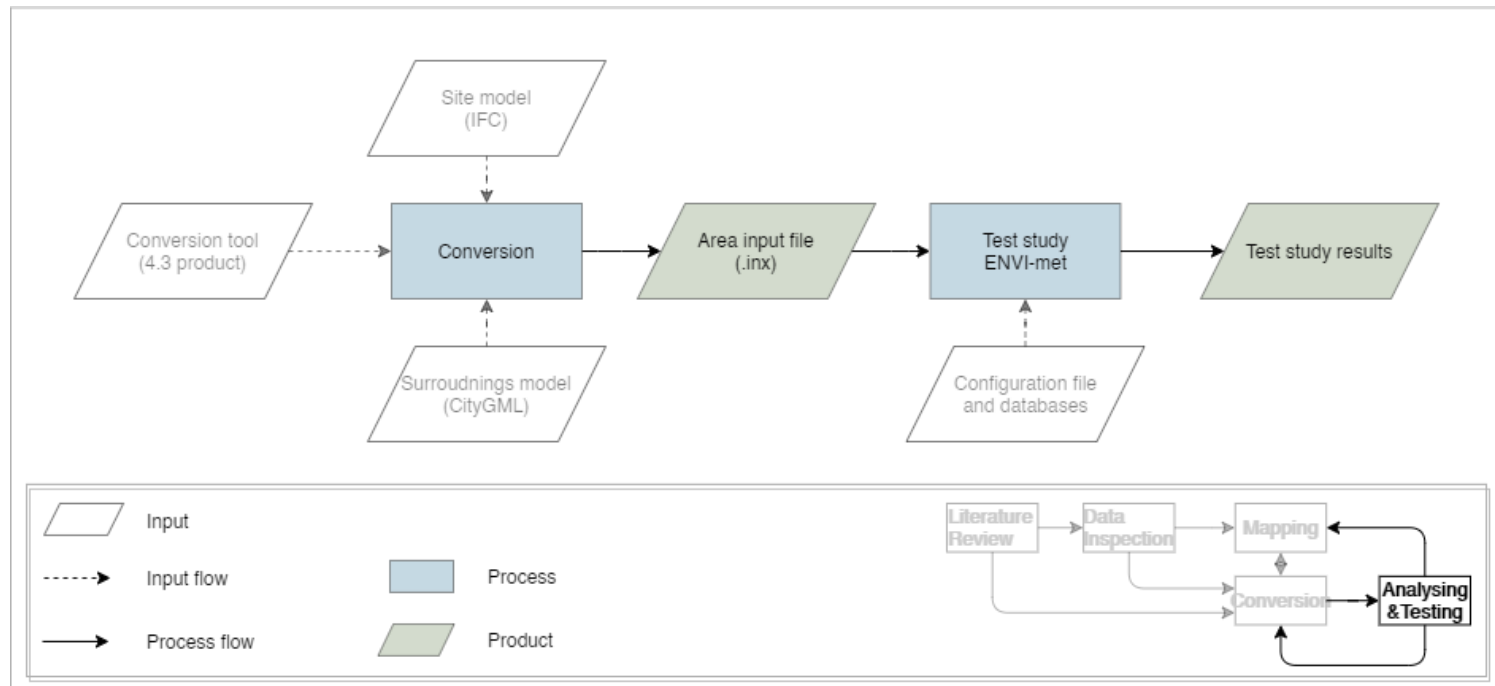 Site model
(IFC)
Conversion tool
(4.3 product)
Conversion
Area input file
(.inx)
Test study
ENVI-met
Test study results
Surroudnings model
(CityGML)
Configuration file
and databases
Input
Input flow
Process flow
Process
Product
Literature
Review
Data
Inspection
Mapping
Conversion
Analysing
&Testing